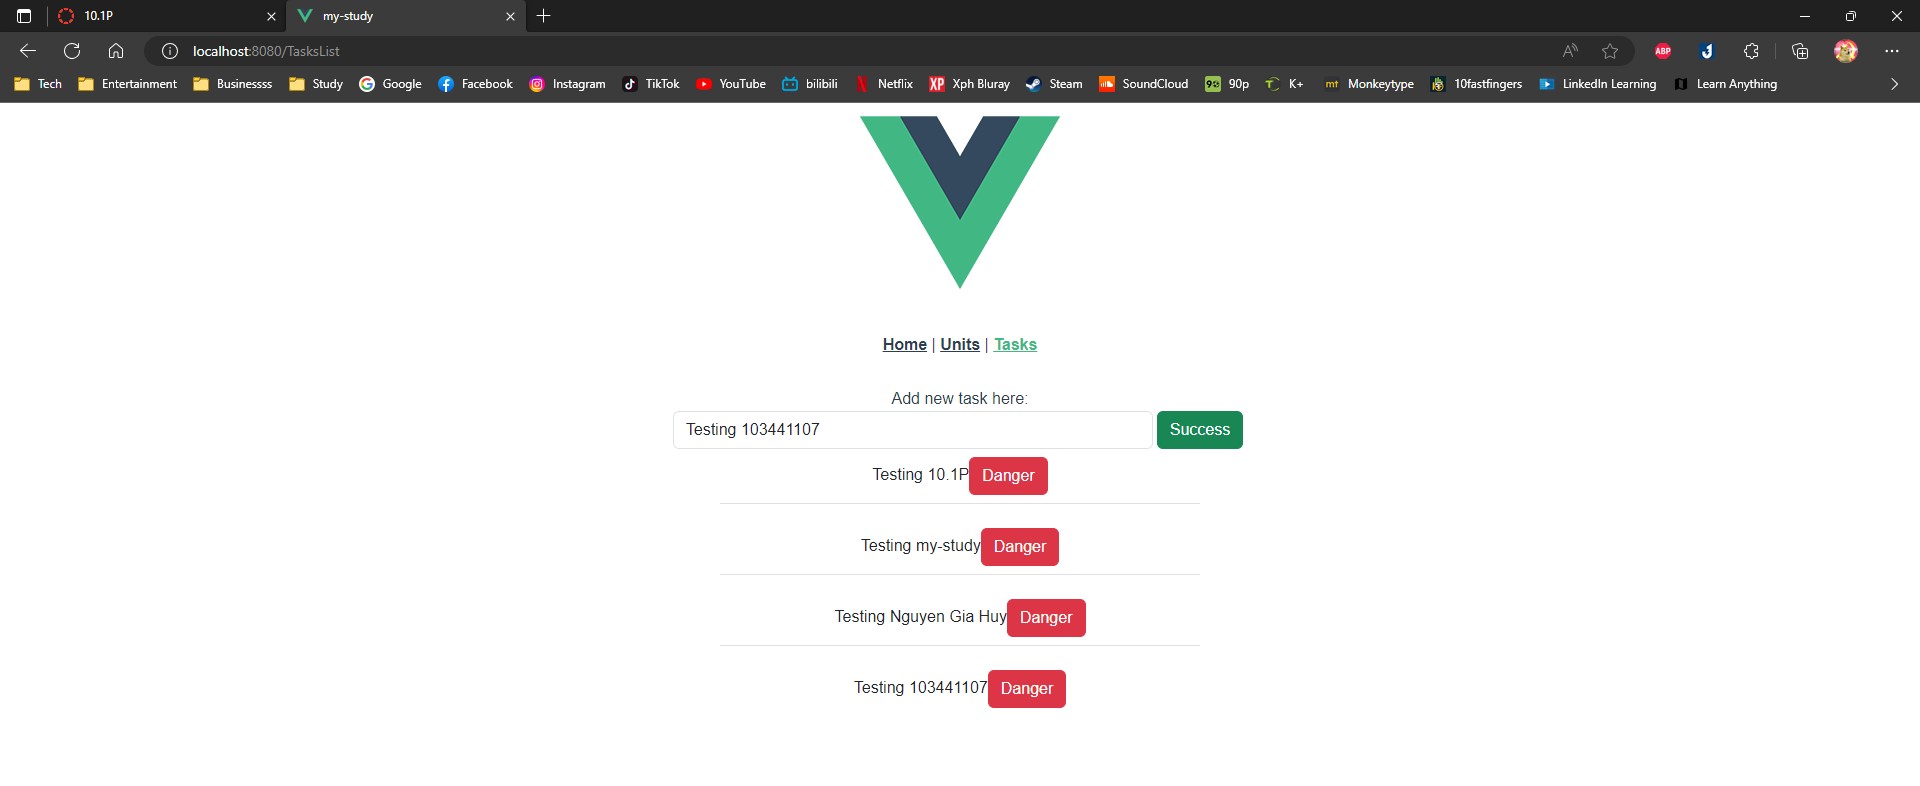 10.1P
my-study
localhost:8080/TasksList
ABP
Tech Entertainment Businessss Study Google Facebook Instagram TikTok YouTube bilibili Netflix XP Xph Bluray Steam SoundCloud 90p K+ mt Monkeytype 10fastfingers LinkedIn Learning Learn Anything
Home | Units | Tasks
Add new task here:
Testing 103441107 Success
Testing 10.1P Danger
Testing my-study Danger
Testing Nguyen Gia Huy Danger
Testing 103441107 Danger